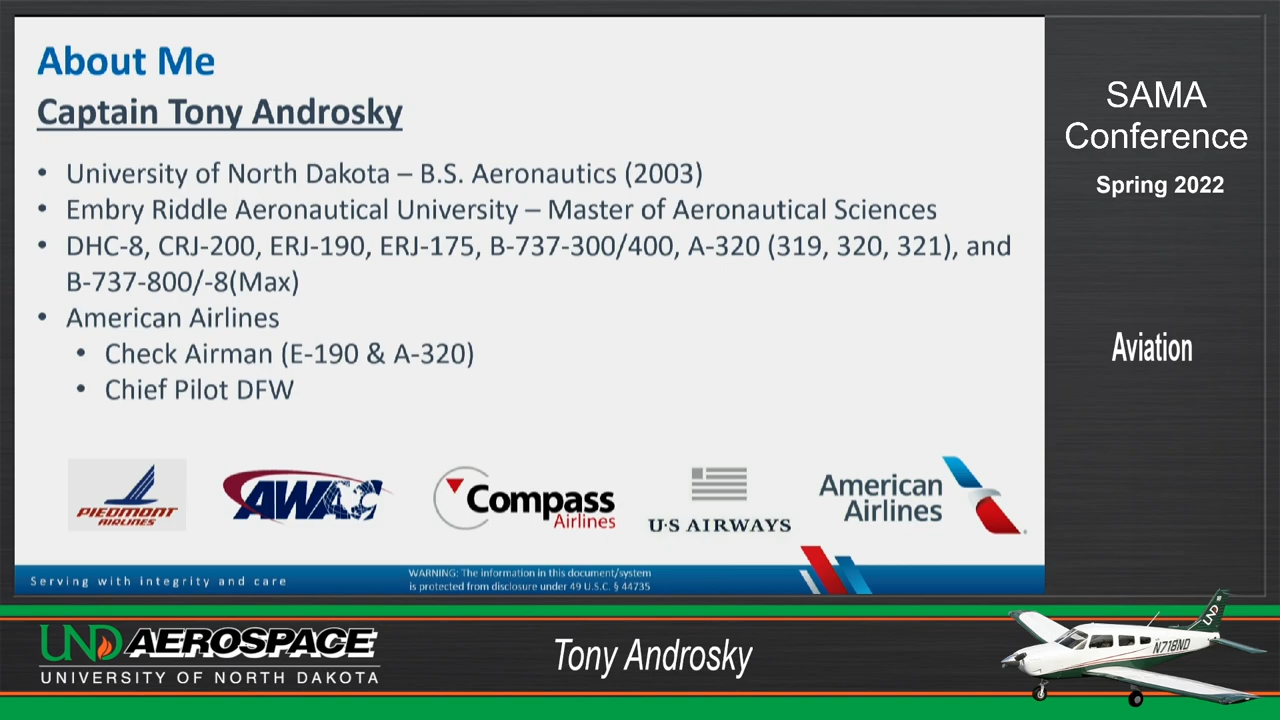 About Me
Captain Tony Androsky
• University of North Dakota – B.S. Aeronautics (2003)
• Embry Riddle Aeronautical University – Master of Aeronautical Sciences
• DHC-8, CRJ-200, ERJ-190, ERJ-175, B-737-300/400, A-320 (319, 320, 321), and
B-737-800/-8(Max)
• American Airlines
• Check Airman (E-190 & A-320)
• Chief Pilot DFW
PIEDMONT
AIRLINES
AWAC
Compass
Airlines
U·S AIRWAYS
American
Airlines
Serving with integrity and care
WARNING: The information in this document/system
is protected from disclosure under 49 U.S.C. § 44735
SAMA
Conference
Spring 2022
Aviation
UND AEROSPACE
UNIVERSITY OF NORTH DAKOTA
Tony Androsky
UND
N718ND